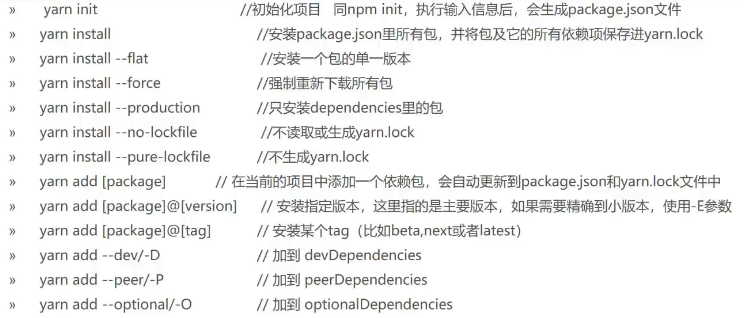 » yarn init //初始化项目 同npm init，执行输入信息后，会生成package.json文件
» yarn install //安装package.json里所有包，并将包及它的所有依赖项保存进yarn.lock
» yarn install --flat //安装一个包的单一版本
» yarn install --force //强制重新下载所有包
» yarn install --production //只安装dependencies里的包
» yarn install --no-lockfile //不读取或生成yarn.lock
» yarn install --pure-lockfile //不生成yarn.lock
» yarn add [package] // 在当前的项目中添加一个依赖包，会自动更新到package.json和yarn.lock文件中
» yarn add [package]@[version] // 安装指定版本，这里指的是主要版本，如果需要精确到小版本，使用-E参数
» yarn add [package]@[tag] // 安装某个tag（比如beta,next或者latest）
» yarn add --dev/-D // 加到 devDependencies
» yarn add --peer/-P // 加到 peerDependencies
» yarn add --optional/-O // 加到 optionalDependencies